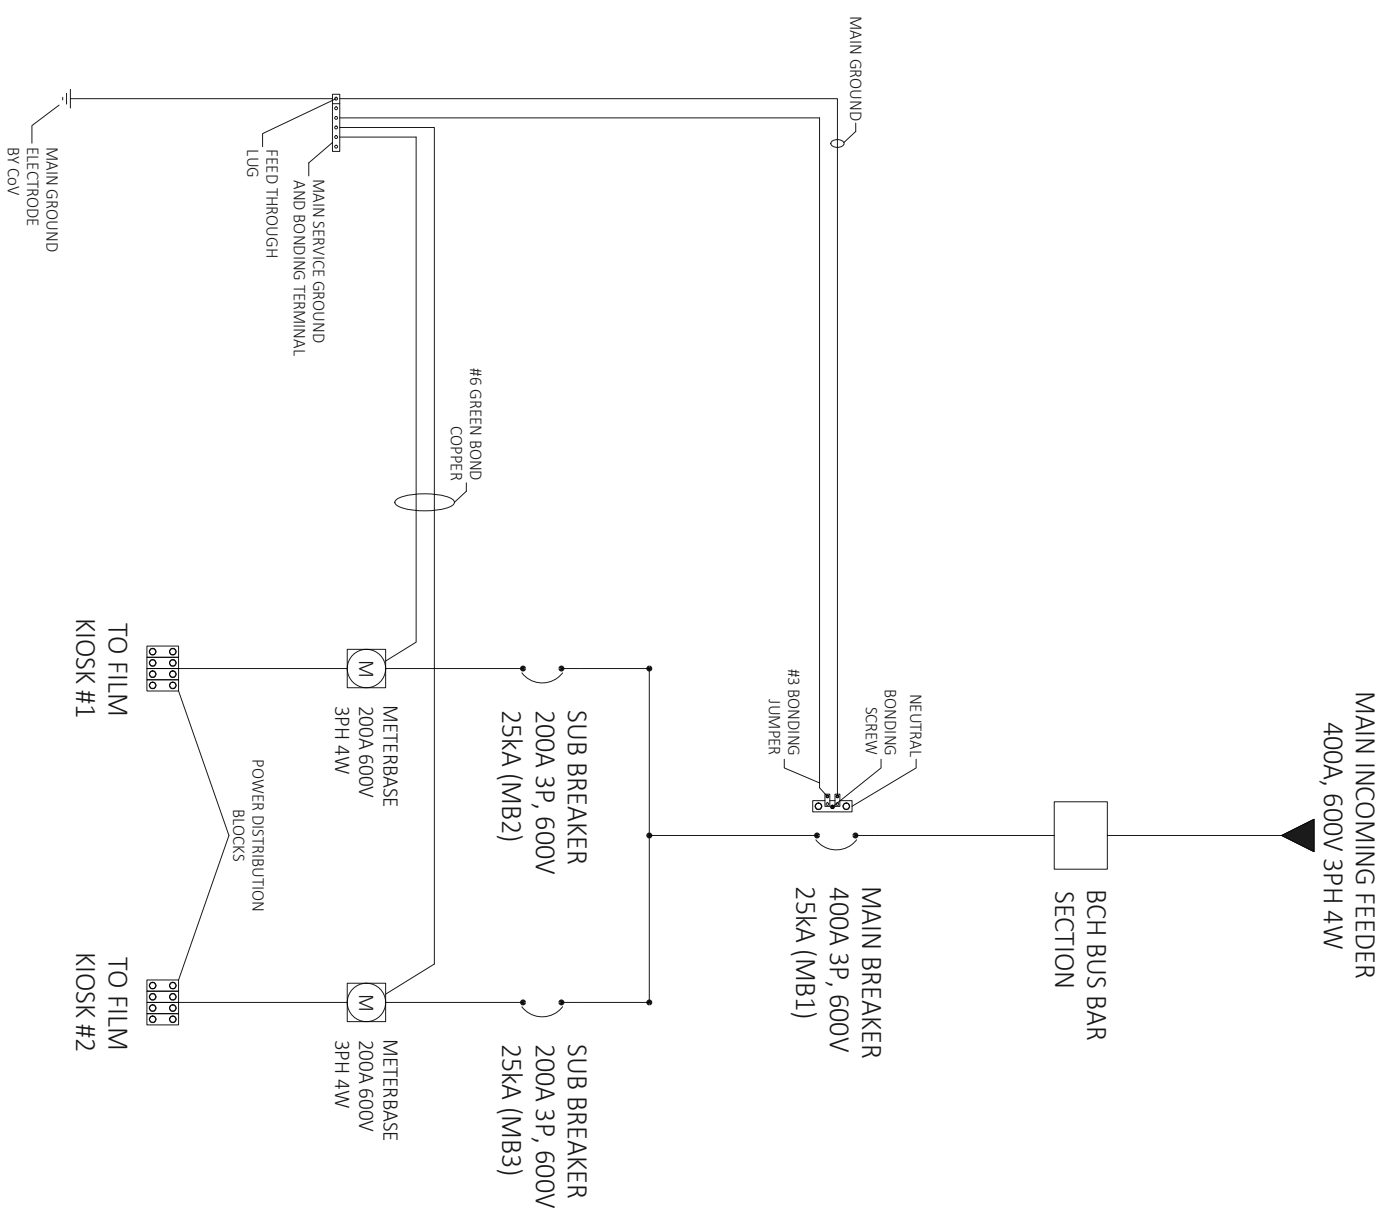 MAIN INCOMING FEEDER
400A, 600V 3PH 4W
BCH BUS BAR
SECTION
MAIN GROUND
NEUTRAL
BONDING
SCREW
#3 BONDING
JUMPER
MAIN BREAKER
400A 3P, 600V
25kA (MB1)
SUB BREAKER
200A 3P, 600V
25kA (MB2)
SUB BREAKER
200A 3P, 600V
25kA (MB3)
#6 GREEN BOND
COPPER
MAIN SERVICE GROUND
AND BONDING TERMINAL
FEED THROUGH
LUG
M
METERBASE
200A 600V
3PH 4W
M
METERBASE
200A 600V
3PH 4W
POWER DISTRIBUTION
BLOCKS
MAIN GROUND
ELECTRODE
BY CoV
TO FILM
KIOSK #1
TO FILM
KIOSK #2